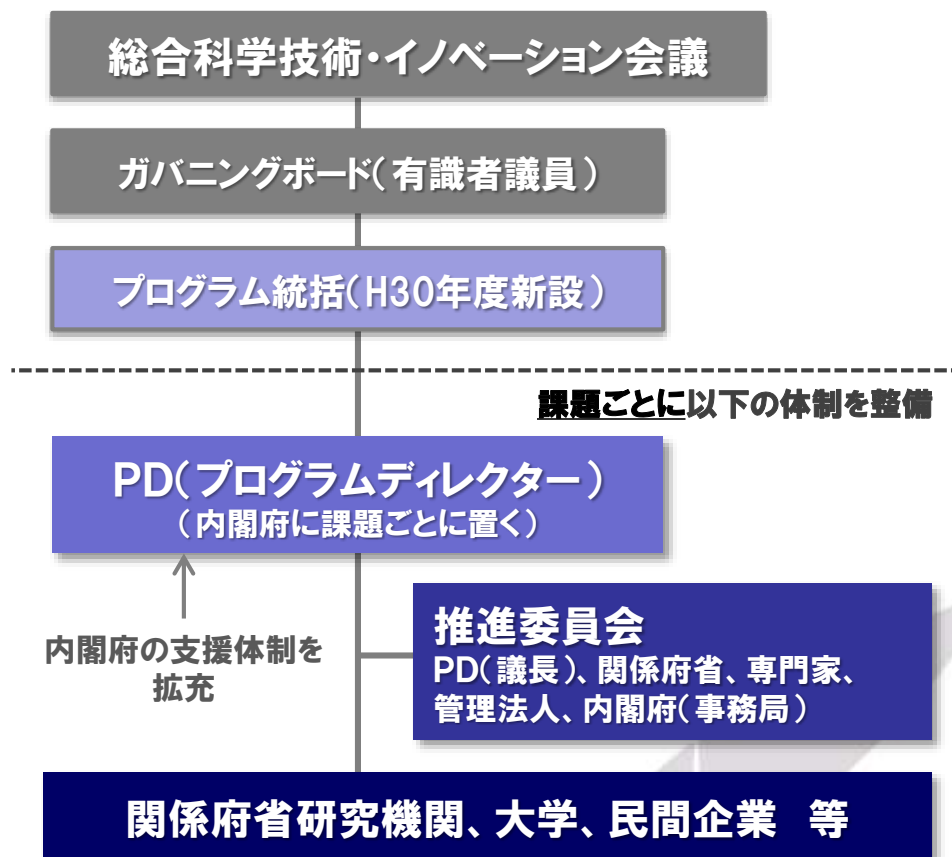 総合科学技術・イノベーション会議
ガバニングボード(有識者議員)
プログラム統括(H30年度新設)
課題ごとに以下の体制を整備
PD(プログラムディレクター)
(内閣府に課題ごとに置く)
内閣府の支援体制を
拡充
推進委員会
PD(議長)、関係府省、専門家、
管理法人、内閣府(事務局)
関係府省研究機関、大学、民間企業 等